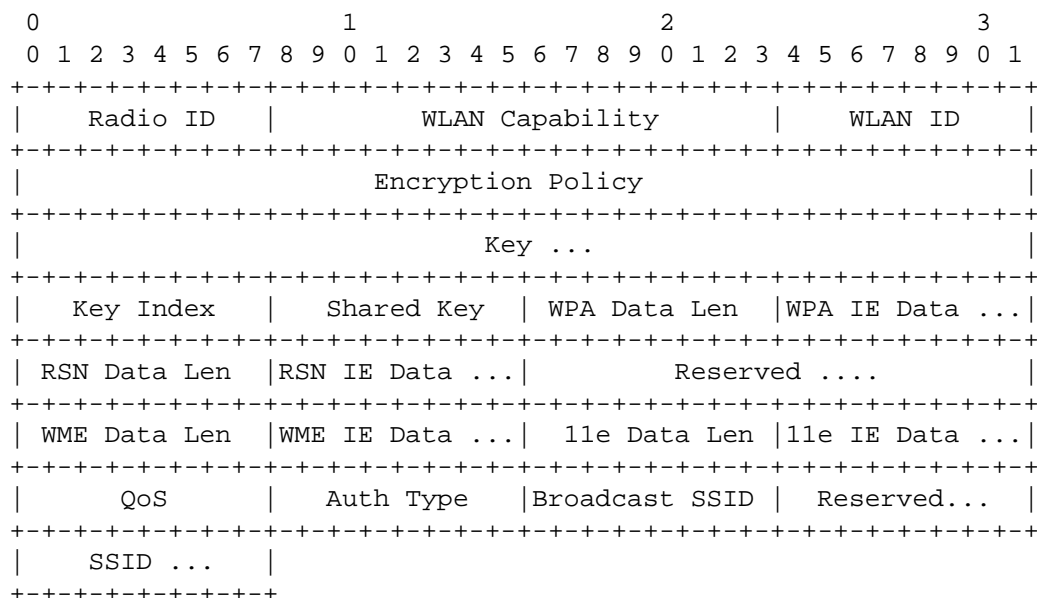 0                   1                   2                   3
 0 1 2 3 4 5 6 7 8 9 0 1 2 3 4 5 6 7 8 9 0 1 2 3 4 5 6 7 8 9 0 1
+-+-+-+-+-+-+-+-+-+-+-+-+-+-+-+-+-+-+-+-+-+-+-+-+-+-+-+-+-+-+-+-+
|    Radio ID   |         WLAN Capability       |    WLAN ID    |
+-+-+-+-+-+-+-+-+-+-+-+-+-+-+-+-+-+-+-+-+-+-+-+-+-+-+-+-+-+-+-+-+
|                      Encryption Policy                        |
+-+-+-+-+-+-+-+-+-+-+-+-+-+-+-+-+-+-+-+-+-+-+-+-+-+-+-+-+-+-+-+-+
|                             Key ...                           |
+-+-+-+-+-+-+-+-+-+-+-+-+-+-+-+-+-+-+-+-+-+-+-+-+-+-+-+-+-+-+-+-+
|   Key Index   |   Shared Key  | WPA Data Len  |WPA IE Data ...|
+-+-+-+-+-+-+-+-+-+-+-+-+-+-+-+-+-+-+-+-+-+-+-+-+-+-+-+-+-+-+-+-+
| RSN Data Len  |RSN IE Data ...|         Reserved ....         |
+-+-+-+-+-+-+-+-+-+-+-+-+-+-+-+-+-+-+-+-+-+-+-+-+-+-+-+-+-+-+-+-+
| WME Data Len  |WME IE Data ...|  11e Data Len |11e IE Data ...|
+-+-+-+-+-+-+-+-+-+-+-+-+-+-+-+-+-+-+-+-+-+-+-+-+-+-+-+-+-+-+-+-+
|      QoS      |   Auth Type   |Broadcast SSID |  Reserved...  |
+-+-+-+-+-+-+-+-+-+-+-+-+-+-+-+-+-+-+-+-+-+-+-+-+-+-+-+-+-+-+-+-+
|    SSID ...   |
+-+-+-+-+-+-+-+-+